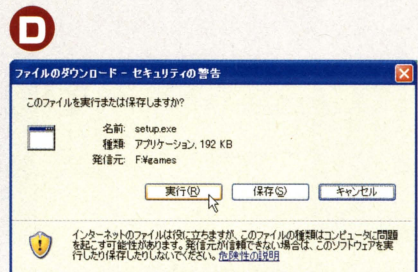 D
ファイルのダウンロード - セキュリティの警告
このファイルを実行または保存しますか?
名前: setup.exe
種類: アプリケーション, 192 KB
発信元: F:¥games
実行(R) 保存(S) キャンセル
インターネットのファイルは役に立ちますが、このファイルの種類はコンピュータに問題
を起こす可能性があります。発信元が信頼できない場合は、このソフトウェアを実
行したり保存したりしないでください。危険性の説明